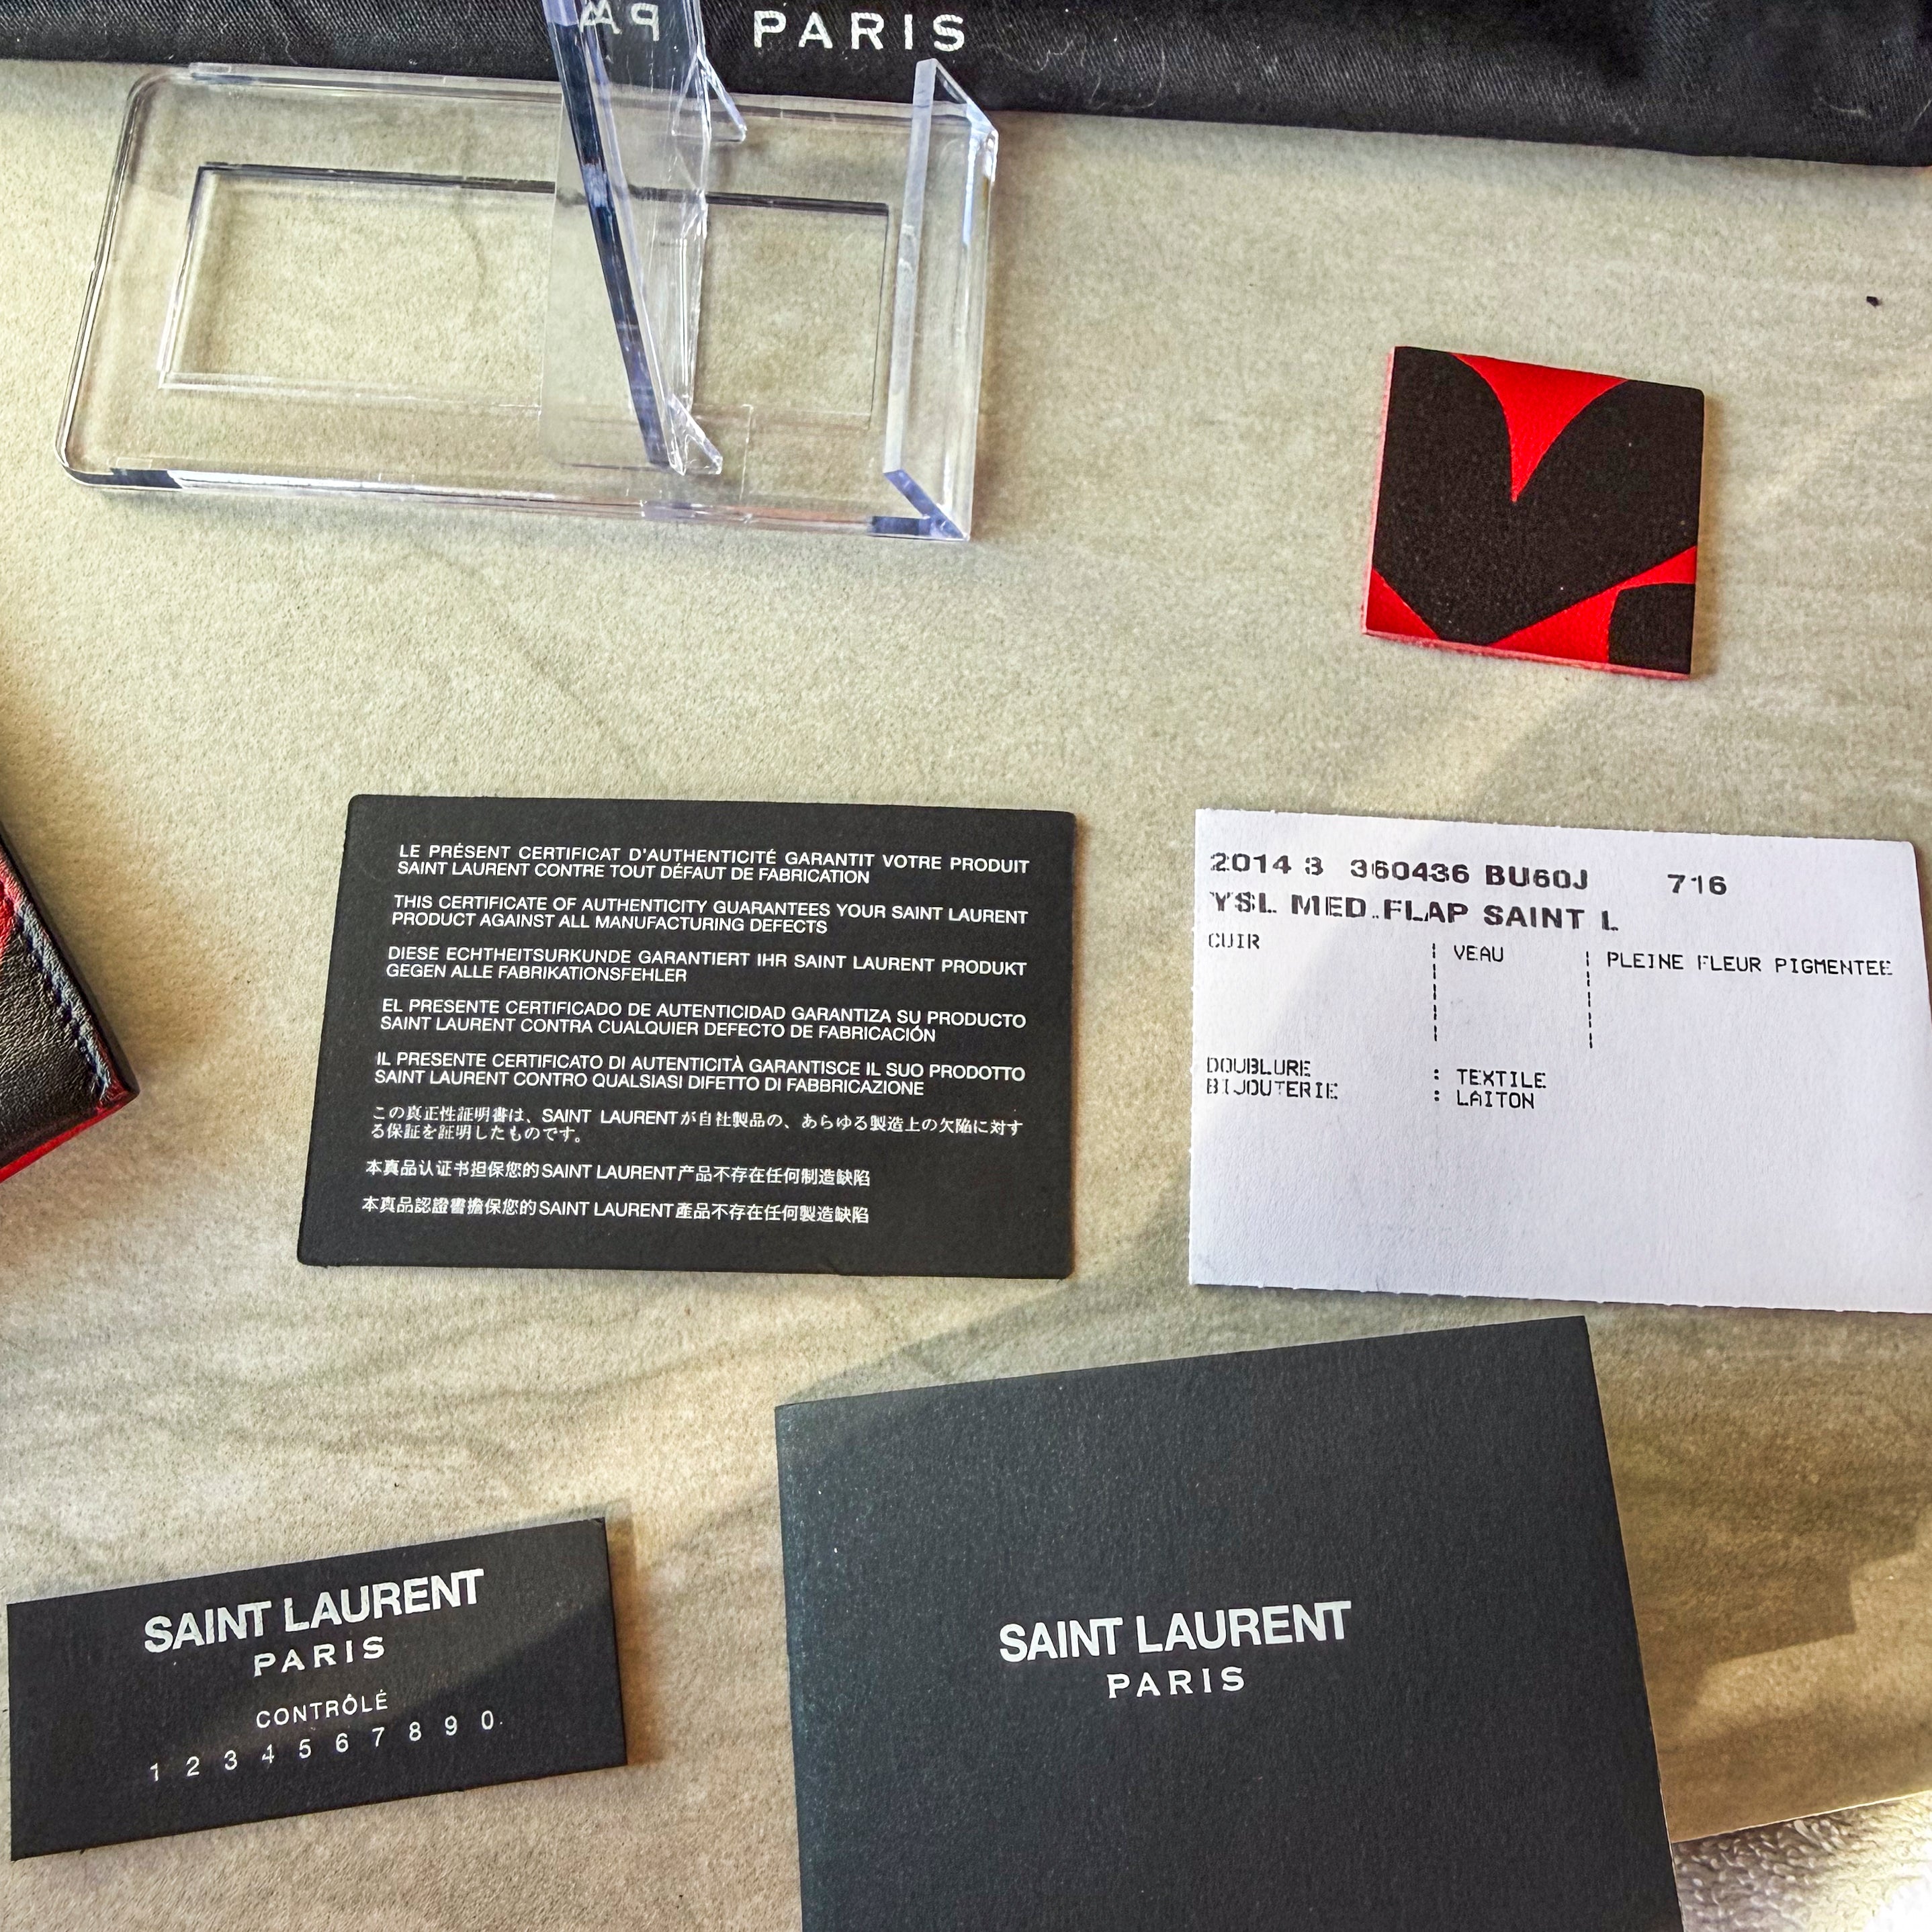 PARIS
LE PRÉSENT CERTIFICAT D'AUTHENTICITÉ GARANTIT VOTRE PRODUIT
SAINT LAURENT CONTRE TOUT DÉFAUT DE FABRICATION
THIS CERTIFICATE OF AUTHENTICITY GUARANTEES YOUR SAINT LAURENT
PRODUCT AGAINST ALL MANUFACTURING DEFECTS
DIESE ECHTHEITSURKUNDE GARANTIERT IHR SAINT LAURENT PRODUKT
GEGEN ALLE FABRIKATIONSFEHLER
EL PRESENTE CERTIFICADO DE AUTENTICIDAD GARANTIZA SU PRODUCTO
SAINT LAURENT CONTRA CUALQUIER DEFECTO DE FABRICACIÓN
IL PRESENTE CERTIFICATO DI AUTENTICITÀ GARANTISCE IL SUO PRODOTTO
SAINT LAURENT CONTRO QUALSIASI DIFETTO DI FABBRICAZIONE
この真正性証明書は、SAINT LAURENTが自社製品の、あらゆる製造上の欠陥に対す
る保証を証明したものです。
本真品认证书担保您的SAINT LAURENT产品不存在任何制造缺陷
本真品認證書擔保您的SAINT LAURENT產品不存在任何製造缺陷
2014 3 360436 BU60J 716
YSL MED.FLAP SAINT L
CUIR ¦ VEAU ¦ PLEINE FLEUR PIGMENTEE
DOUBLURE : TEXTILE
BIJOUTERIE : LAITON
SAINT LAURENT
PARIS
CONTRÔLÉ
1 2 3 4 5 6 7 8 9 0
SAINT LAURENT
PARIS